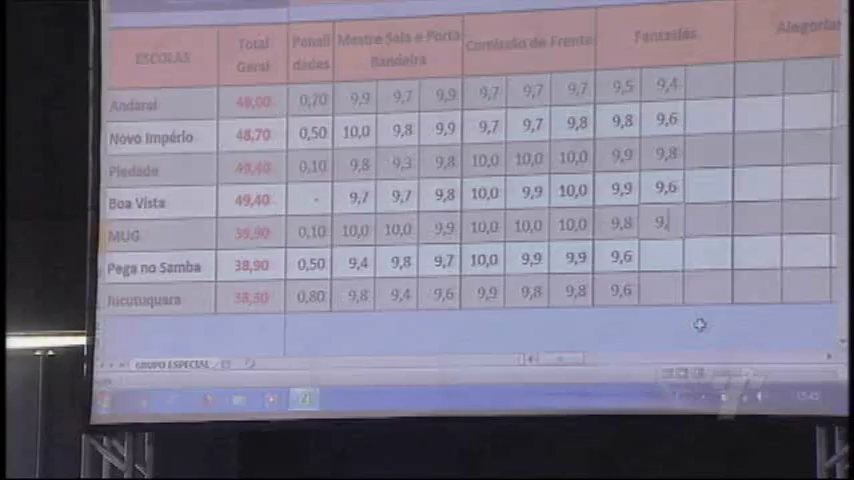 ESCOLAS Total Geral Penali dades Mestre Sala e Porta Bandeira Comissão de Frente Fantasias Alegorias
Andaraí 48,00 0,70 9,9 9,7 9,9 9,7 9,7 9,7 9,5 9,4
Novo Império 48,70 0,50 10,0 9,8 9,9 9,7 9,7 9,8 9,8 9,6
Piedade 49,40 0,10 9,8 9,3 9,8 10,0 10,0 10,0 9,9 9,8
Boa Vista 49,40 - 9,7 9,7 9,8 10,0 9,9 10,0 9,9 9,6
MUG 39,90 0,10 10,0 10,0 9,9 10,0 10,0 10,0 9,8 9,
Pega no Samba 38,90 0,50 9,4 9,8 9,7 10,0 9,9 9,9 9,6
Jucutuquara 38,30 0,80 9,8 9,4 9,6 9,9 9,8 9,8 9,6
GRUPO ESPECIAL